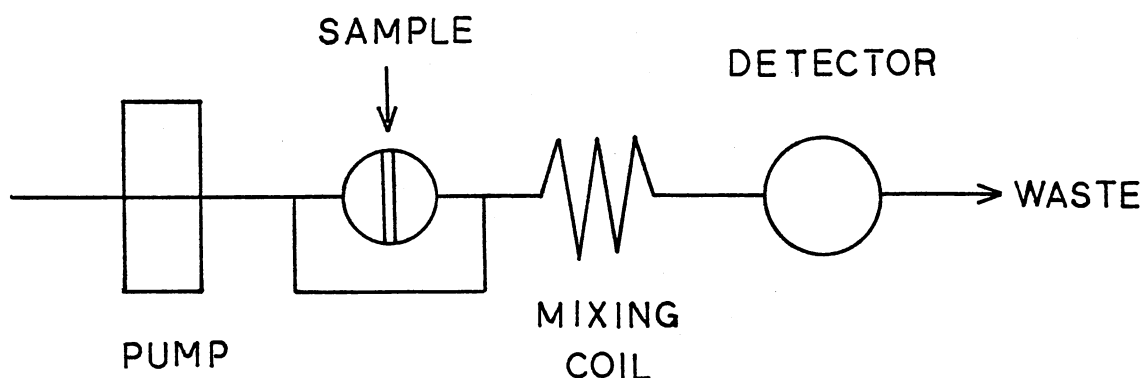 SAMPLE
DETECTOR
WASTE
MIXING
COIL
PUMP